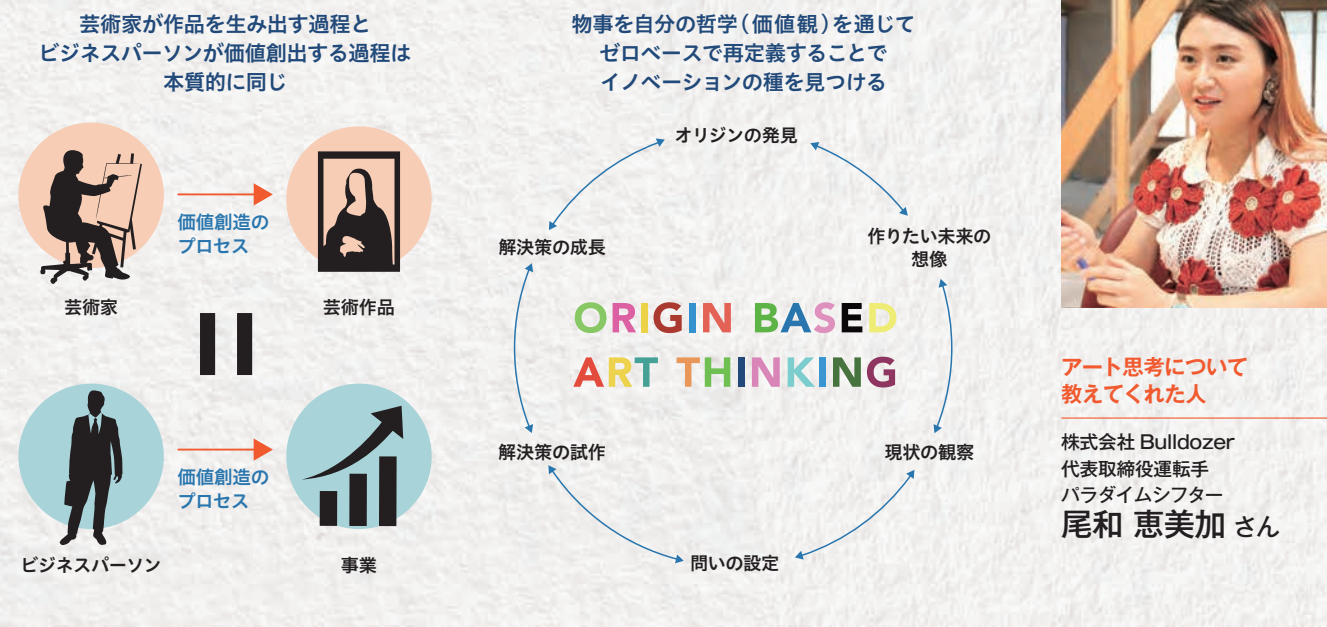 芸術家が作品を生み出す過程と
ビジネスパーソンが価値創出する過程は
本質的に同じ
価値創造の
プロセス
芸術家
芸術作品
価値創造の
プロセス
ビジネスパーソン
事業
物事を自分の哲学(価値観)を通じて
ゼロベースで再定義することで
イノベーションの種を見つける
オリジンの発見
作りたい未来の
想像
現状の観察
問いの設定
解決策の試作
解決策の成長
ORIGIN BASED
ART THINKING
アート思考について
教えてくれた人
株式会社 Bulldozer
代表取締役運転手
パラダイムシフター
尾和 恵美加 さん